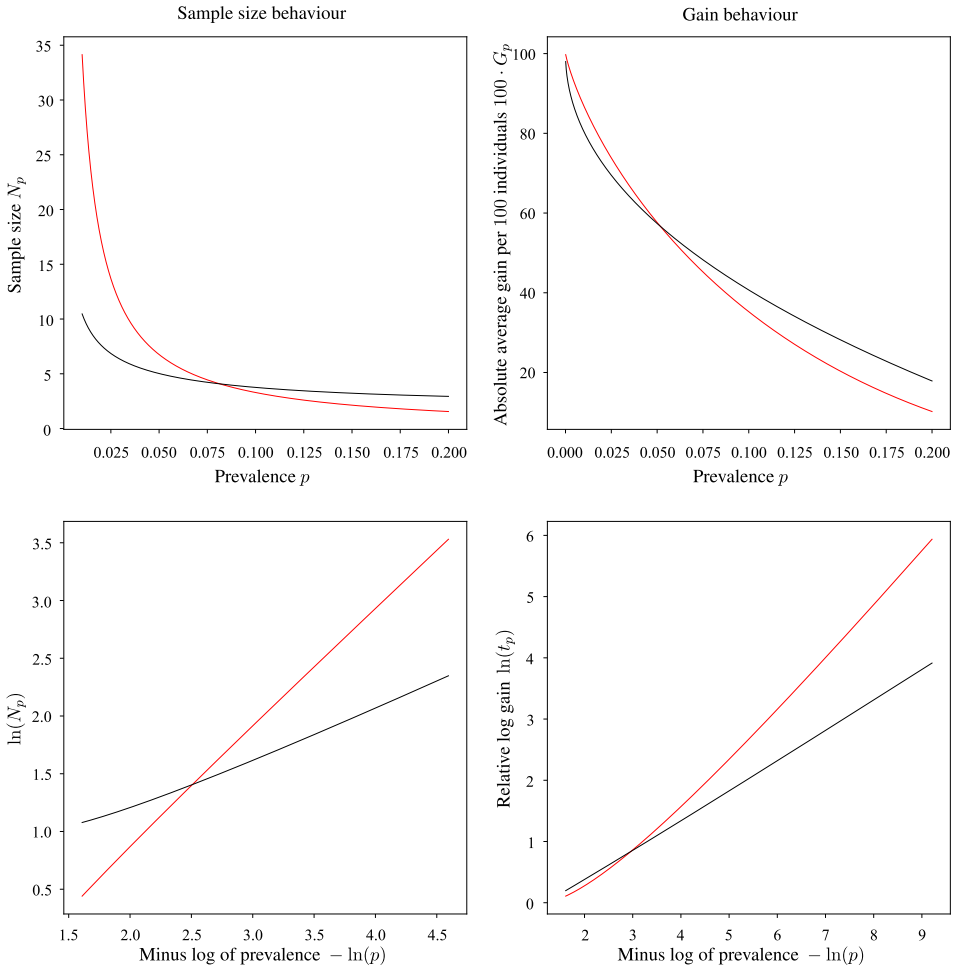 Sample size behaviour
Sample size N_p
35
30
25
20
15
10
5
0
0.025 0.050 0.075 0.100 0.125 0.150 0.175 0.200
Prevalence p
Gain behaviour
Absolute average gain per 100 individuals 100 · G_p
100
80
60
40
20
0.000 0.025 0.050 0.075 0.100 0.125 0.150 0.175 0.200
Prevalence p
ln(N_p)
3.5
3.0
2.5
2.0
1.5
1.0
0.5
1.5 2.0 2.5 3.0 3.5 4.0 4.5
Minus log of prevalence − ln(p)
Relative log gain ln(t_p)
6
5
4
3
2
1
0
2 3 4 5 6 7 8 9
Minus log of prevalence − ln(p)